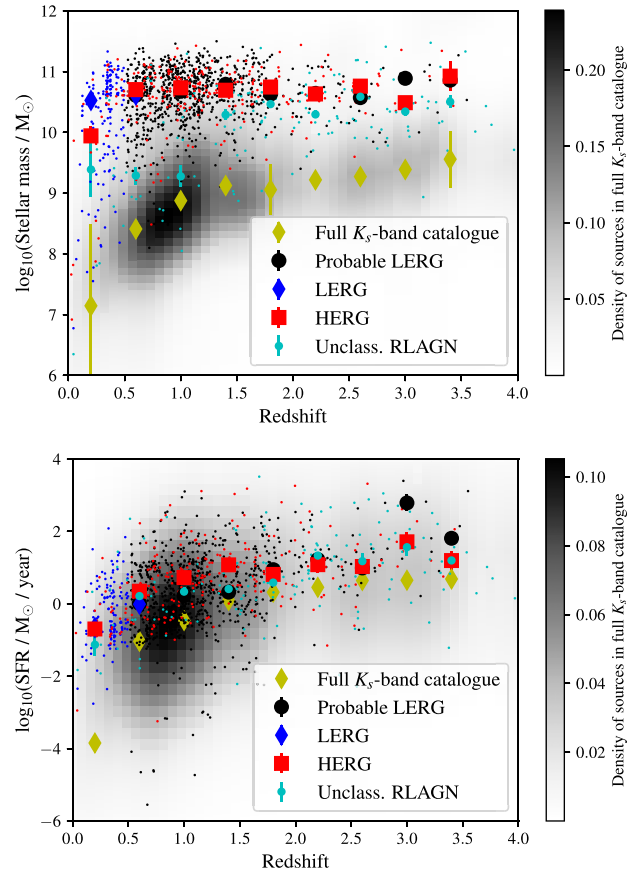 12
11
10
9
8
7
6
log₁₀(Stellar mass / M⊙)
0.0 0.5 1.0 1.5 2.0 2.5 3.0 3.5 4.0
Redshift
Full Kₛ-band catalogue
Probable LERG
LERG
HERG
Unclass. RLAGN
0.20
0.15
0.10
0.05
Density of sources in full Kₛ-band catalogue
4
2
0
−2
−4
−6
log₁₀(SFR / M⊙ / year)
0.0 0.5 1.0 1.5 2.0 2.5 3.0 3.5 4.0
Redshift
Full Kₛ-band catalogue
Probable LERG
LERG
HERG
Unclass. RLAGN
0.10
0.08
0.06
0.04
0.02
Density of sources in full Kₛ-band catalogue